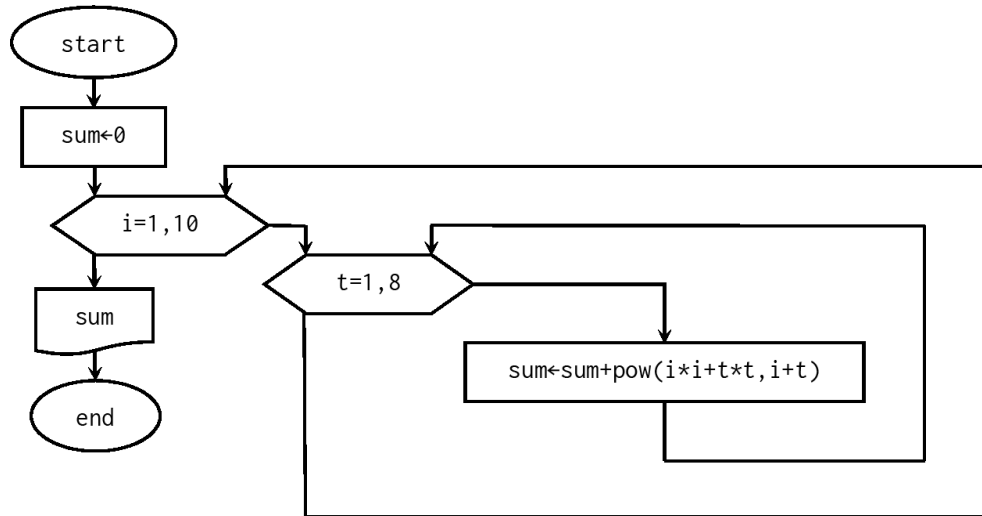 start
sum←0
i=1,10
t=1,8
sum
sum←sum+pow(i*i+t*t,i+t)
end